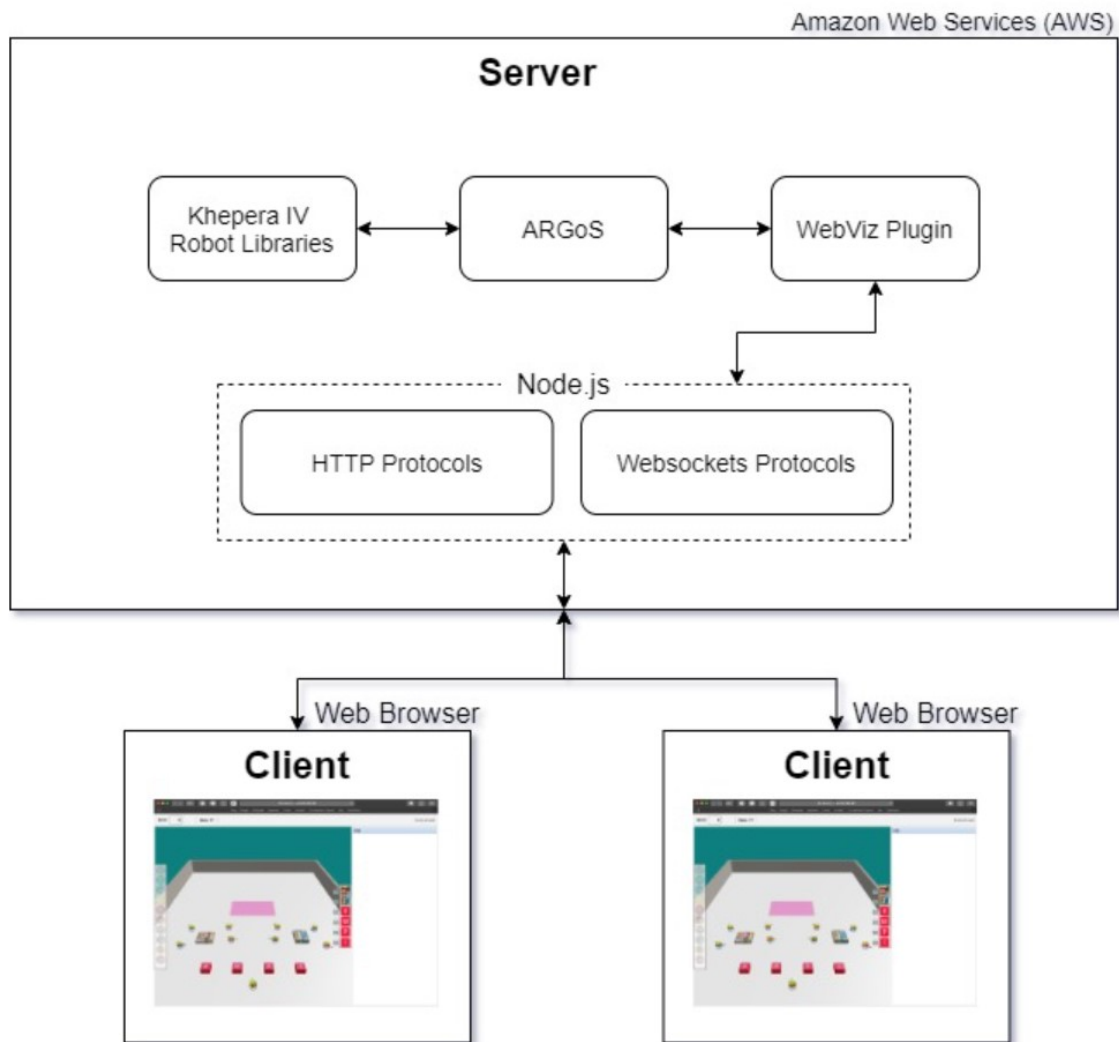 Amazon Web Services (AWS)
Server
Khepera IV
Robot Libraries
ARGoS
WebViz Plugin
Node.js
HTTP Protocols
Websockets Protocols
Web Browser
Web Browser
Client
Client